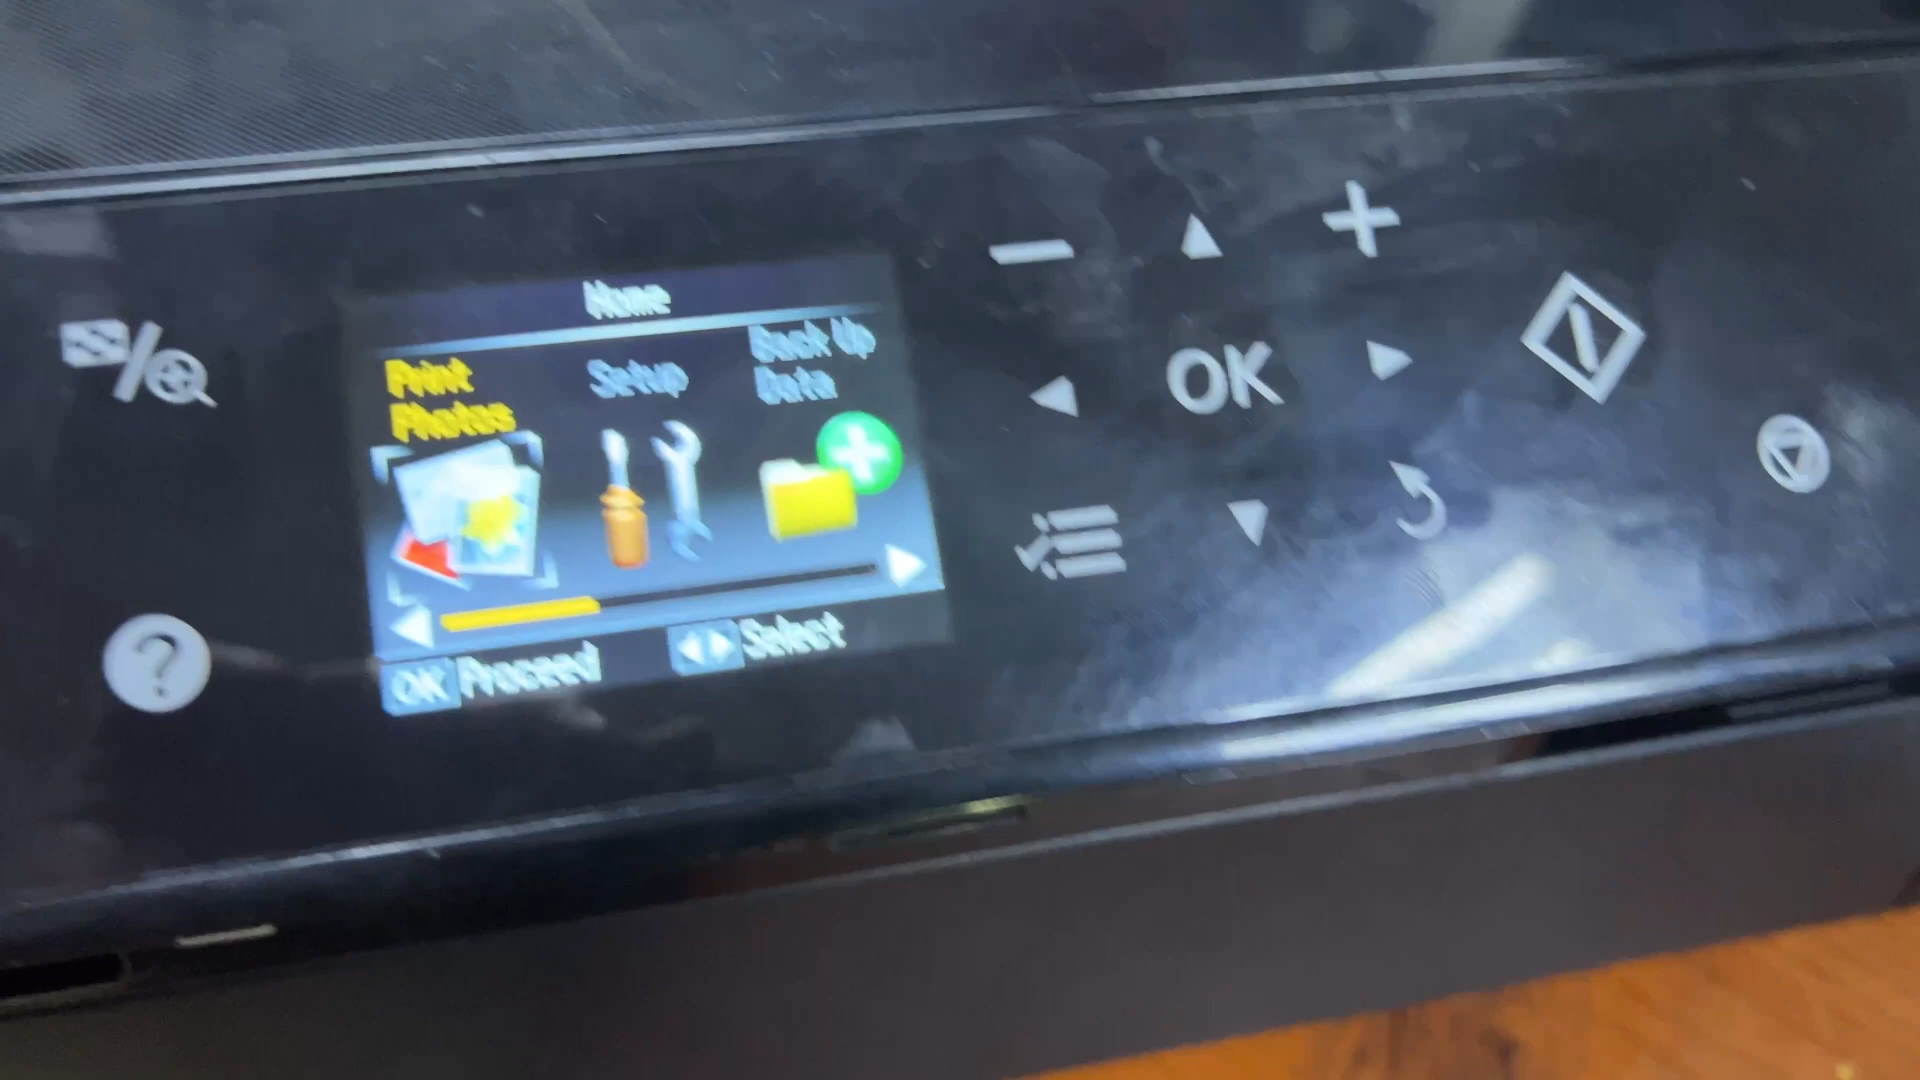 Home
Print
Photos
Setup
Back Up
Data
OK Proceed
Select
OK
?